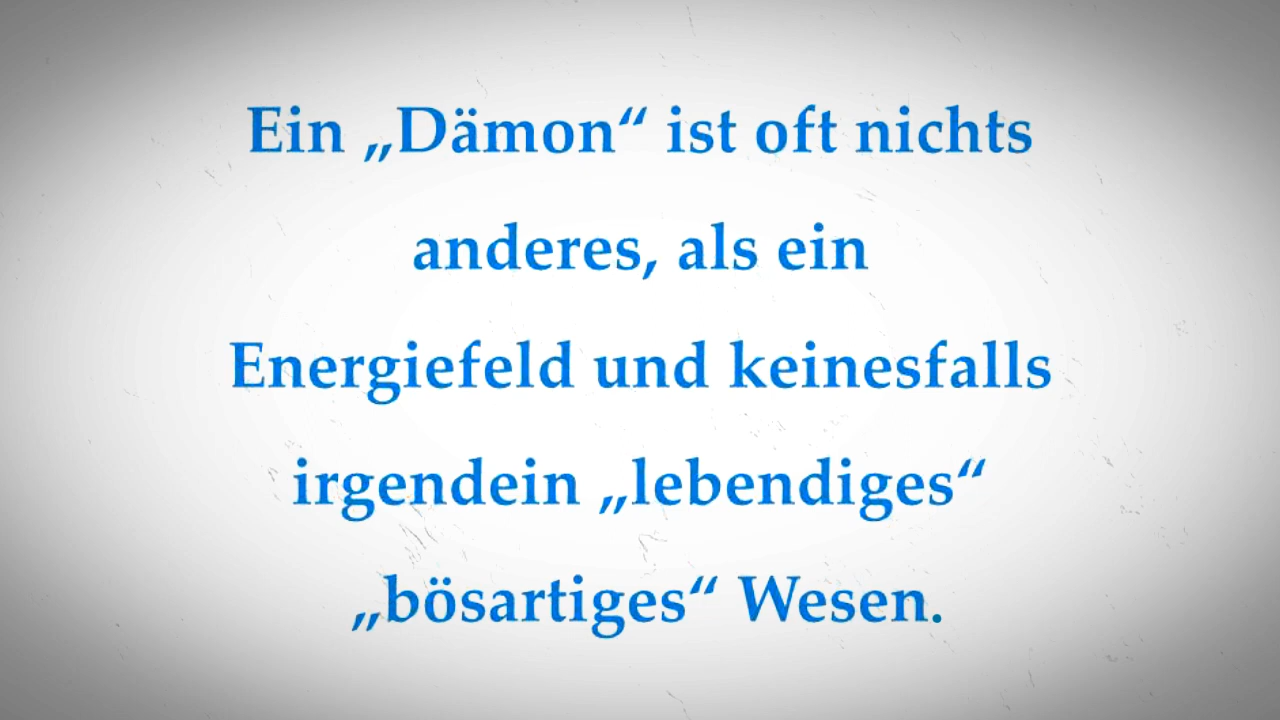 Ein „Dämon“ ist oft nichts
anderes, als ein
Energiefeld und keinesfalls
irgendein „lebendiges“
„bösartiges“ Wesen.